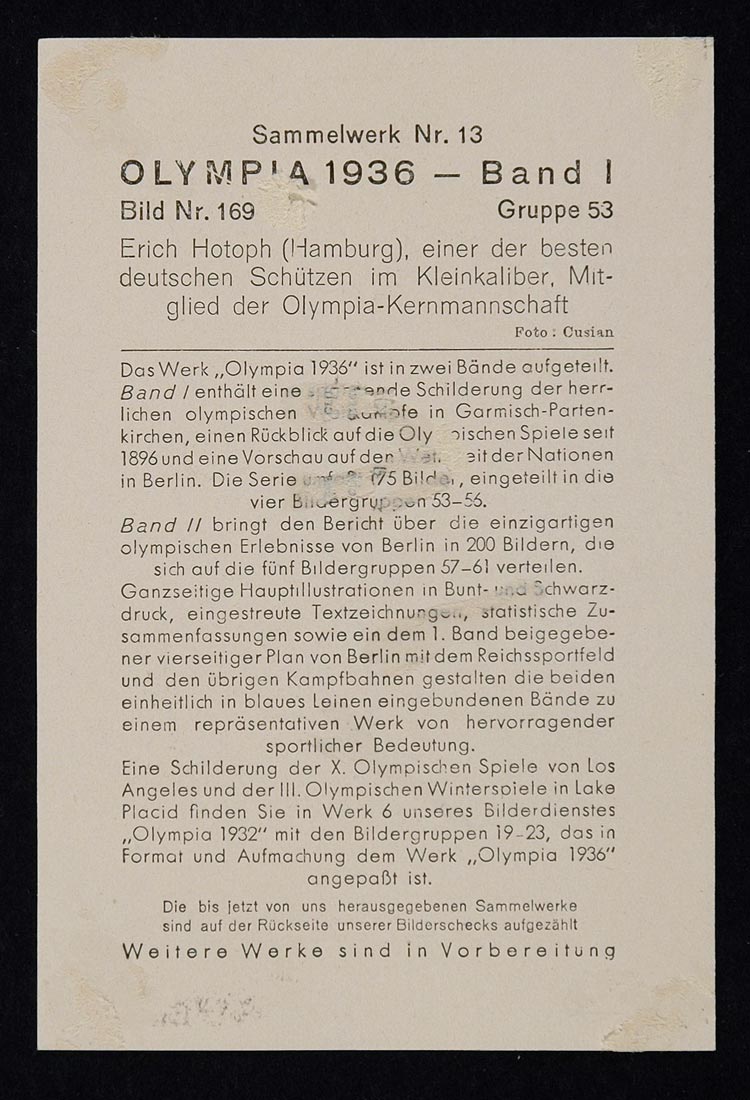 Sammelwerk Nr. 13
OLYMPIA 1936 — Band I
Bild Nr. 169 Gruppe 53
Erich Hotoph (Hamburg), einer der besten
deutschen Schützen im Kleinkaliber, Mit-
glied der Olympia-Kernmannschaft
Foto: Cusian
Das Werk „Olympia 1936“ ist in zwei Bände aufgeteilt.
Band I enthält eine Schilderung der herr-
lichen olympischen in Garmisch-Parten-
kirchen, einen Rückblick auf die Olympischen Spiele seit
1896 und eine Vorschau auf den der Nationen
in Berlin. Die Serie 175 Bilder, eingeteilt in die
vier Bildergruppen 53–56.
Band II bringt den Bericht über die einzigartigen
olympischen Erlebnisse von Berlin in 200 Bildern, die
sich auf die fünf Bildergruppen 57–61 verteilen.
Ganzseitige Hauptillustrationen in Bunt- und Schwarz-
druck, eingestreute Textzeichnungen, statistische Zu-
sammenfassungen sowie ein dem 1. Band beigegebe-
ner vierseitiger Plan von Berlin mit dem Reichssportfeld
und den übrigen Kampfbahnen gestalten die beiden
einheitlich in blaues Leinen eingebundenen Bände zu
einem repräsentativen Werk von hervorragender
sportlicher Bedeutung.
Eine Schilderung der X. Olympischen Spiele von Los
Angeles und der III. Olympischen Winterspiele in Lake
Placid finden Sie in Werk 6 unseres Bilderdienstes
„Olympia 1932“ mit den Bildergruppen 19–23, das in
Format und Aufmachung dem Werk „Olympia 1936“
angepaßt ist.
Die bis jetzt von uns herausgegebenen Sammelwerke
sind auf der Rückseite unserer Bilderschecks aufgezählt
Weitere Werke sind in Vorbereitung